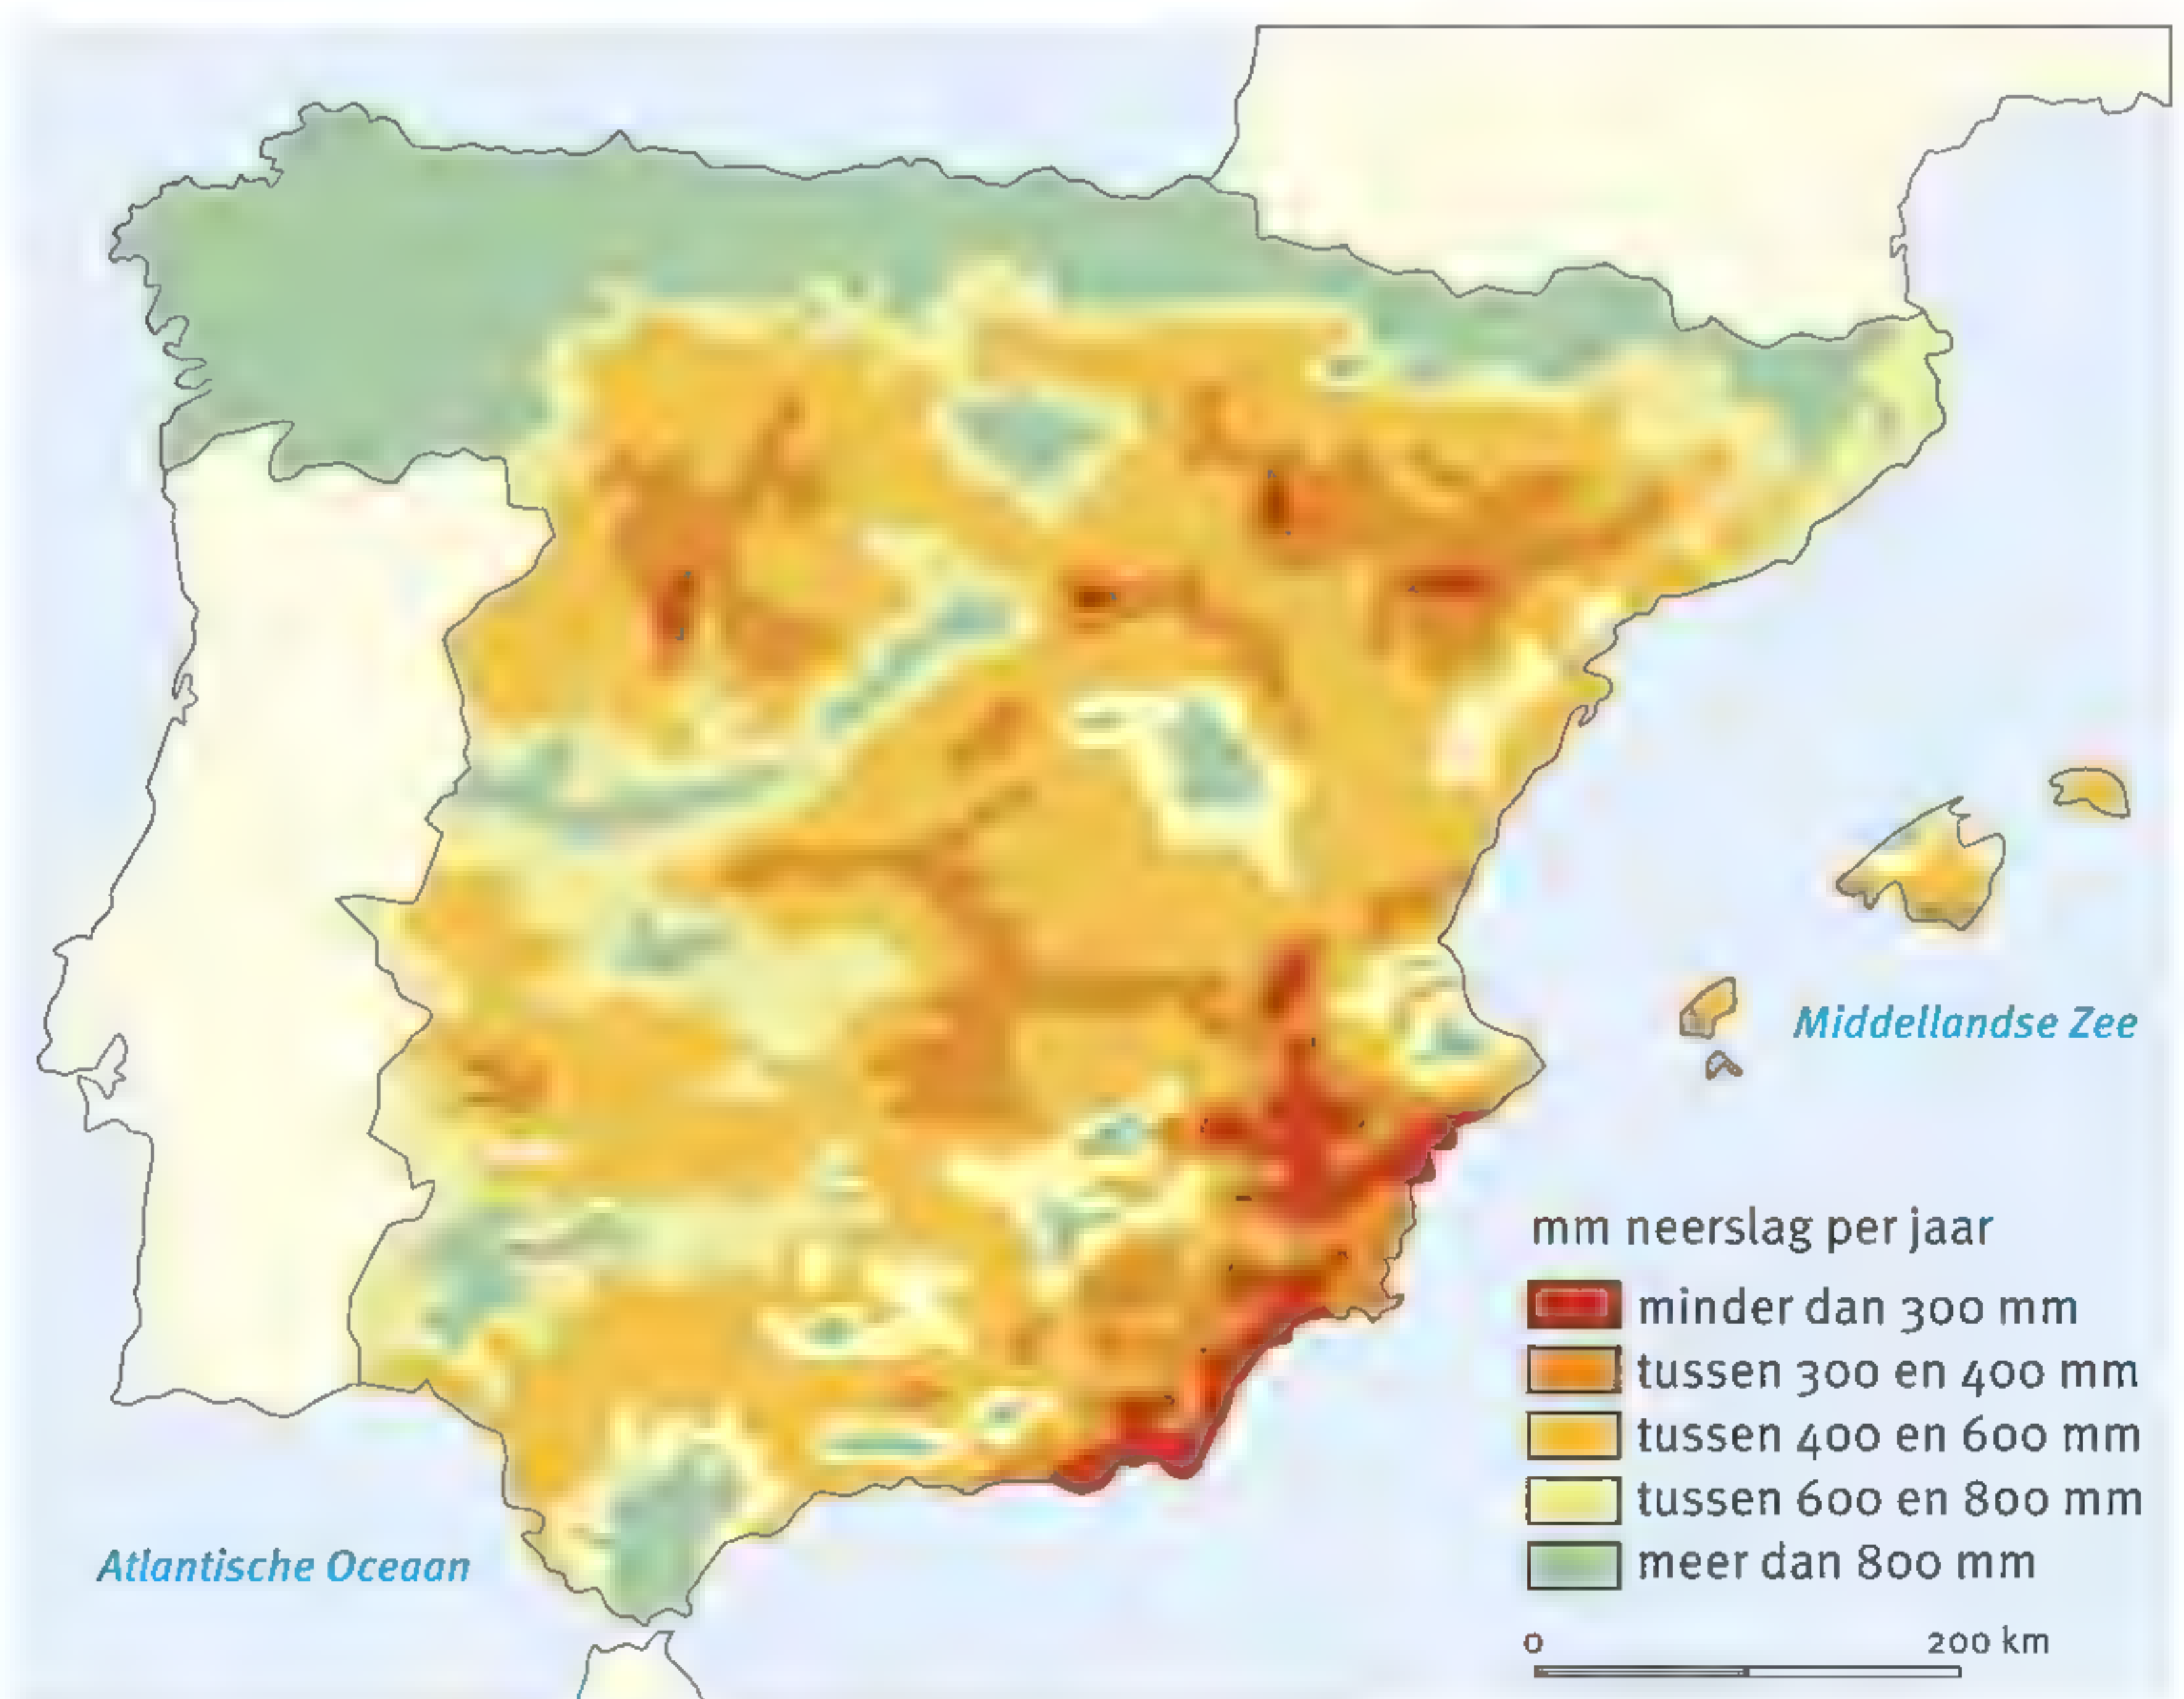 Middellandse Zee
mm neerslag per jaar
minder dan 300 mm
tussen 300 en 400 mm
tussen 400 en 600 mm
tussen 600 en 800 mm
meer dan 800 mm
Atlantische Oceaan
0 200 km